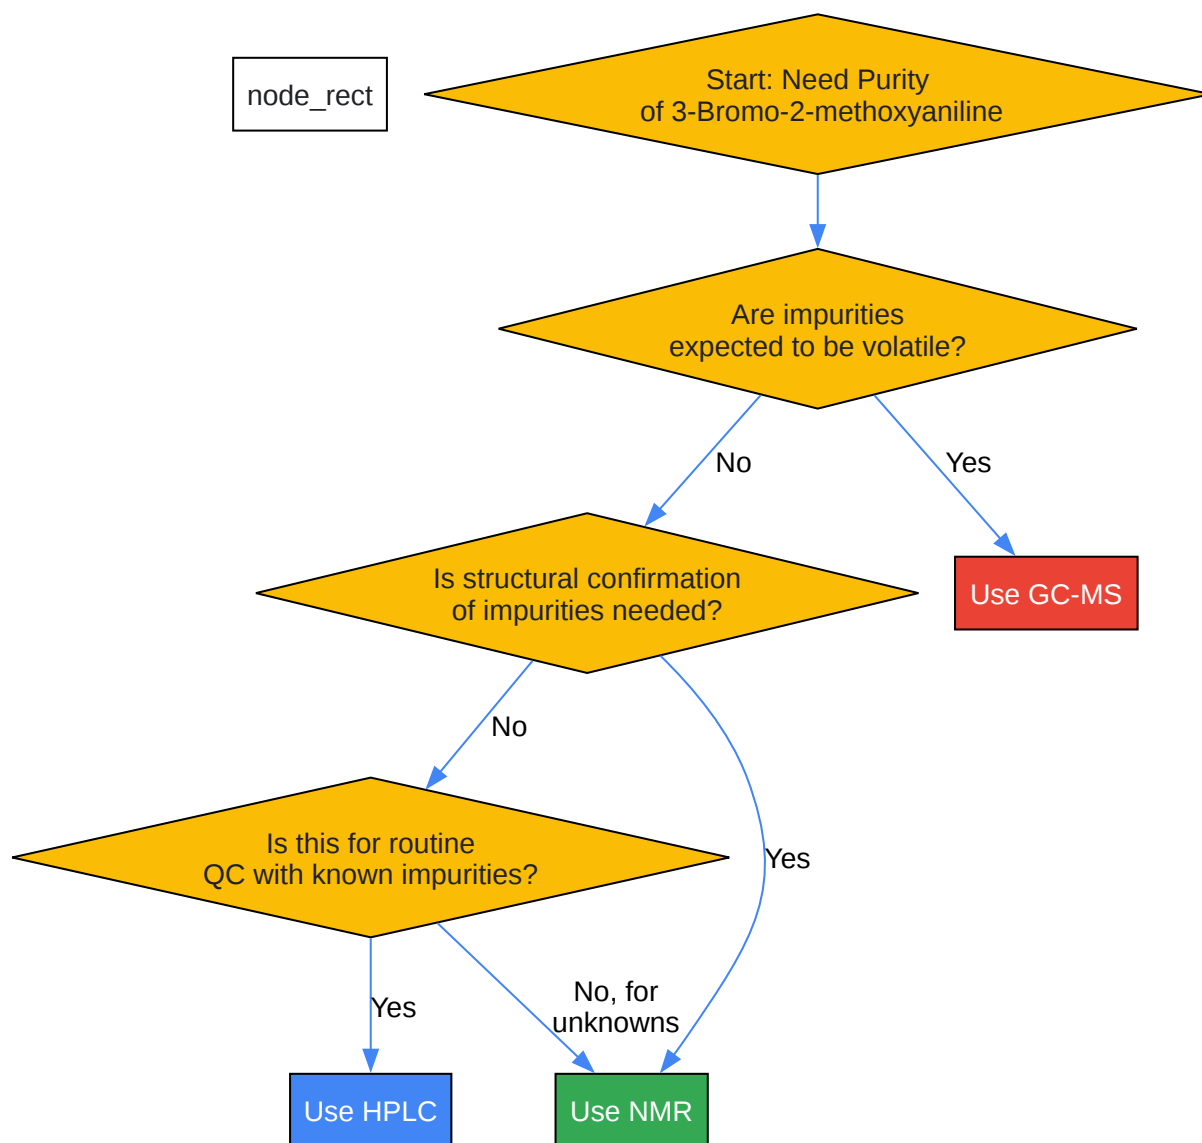 node_rect
Start: Need Purity
of 3-Bromo-2-methoxyaniline
Are impurities
expected to be volatile?
No
Yes
Is structural confirmation
of impurities needed?
Use GC-MS
No
Is this for routine
QC with known impurities?
Yes
Yes
No, for
unknowns
Use HPLC
Use NMR